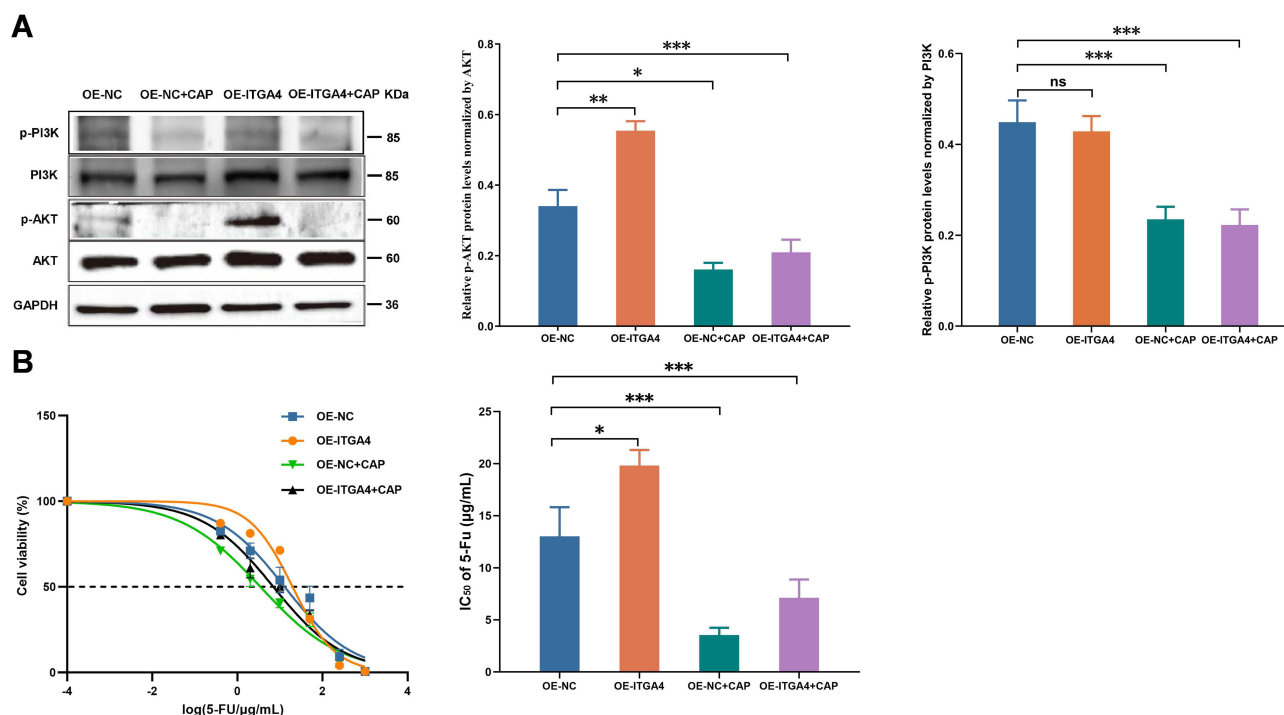 A
OE-NC OE-NC+CAP OE-ITGA4 OE-ITGA4+CAP KDa
p-PI3K 85
PI3K 85
p-AKT 60
AKT 60
GAPDH 36
Relative p-AKT protein levels normalized by AKT
0.8
0.6
0.4
0.2
0.0
***
*
**
OE-NC OE-ITGA4 OE-NC+CAP OE-ITGA4+CAP
Relative p-PI3K protein levels normalized by PI3K
0.6
0.4
0.2
0.0
***
***
ns
OE-NC OE-ITGA4 OE-NC+CAP OE-ITGA4+CAP
B
Cell viability (%)
150
100
50
0
OE-NC
OE-ITGA4
OE-NC+CAP
OE-ITGA4+CAP
-4 -2 0 2 4
log(5-FU/µg/mL)
IC50 of 5-Fu (µg/mL)
25
20
15
10
5
0
***
***
*
OE-NC OE-ITGA4 OE-NC+CAP OE-ITGA4+CAP